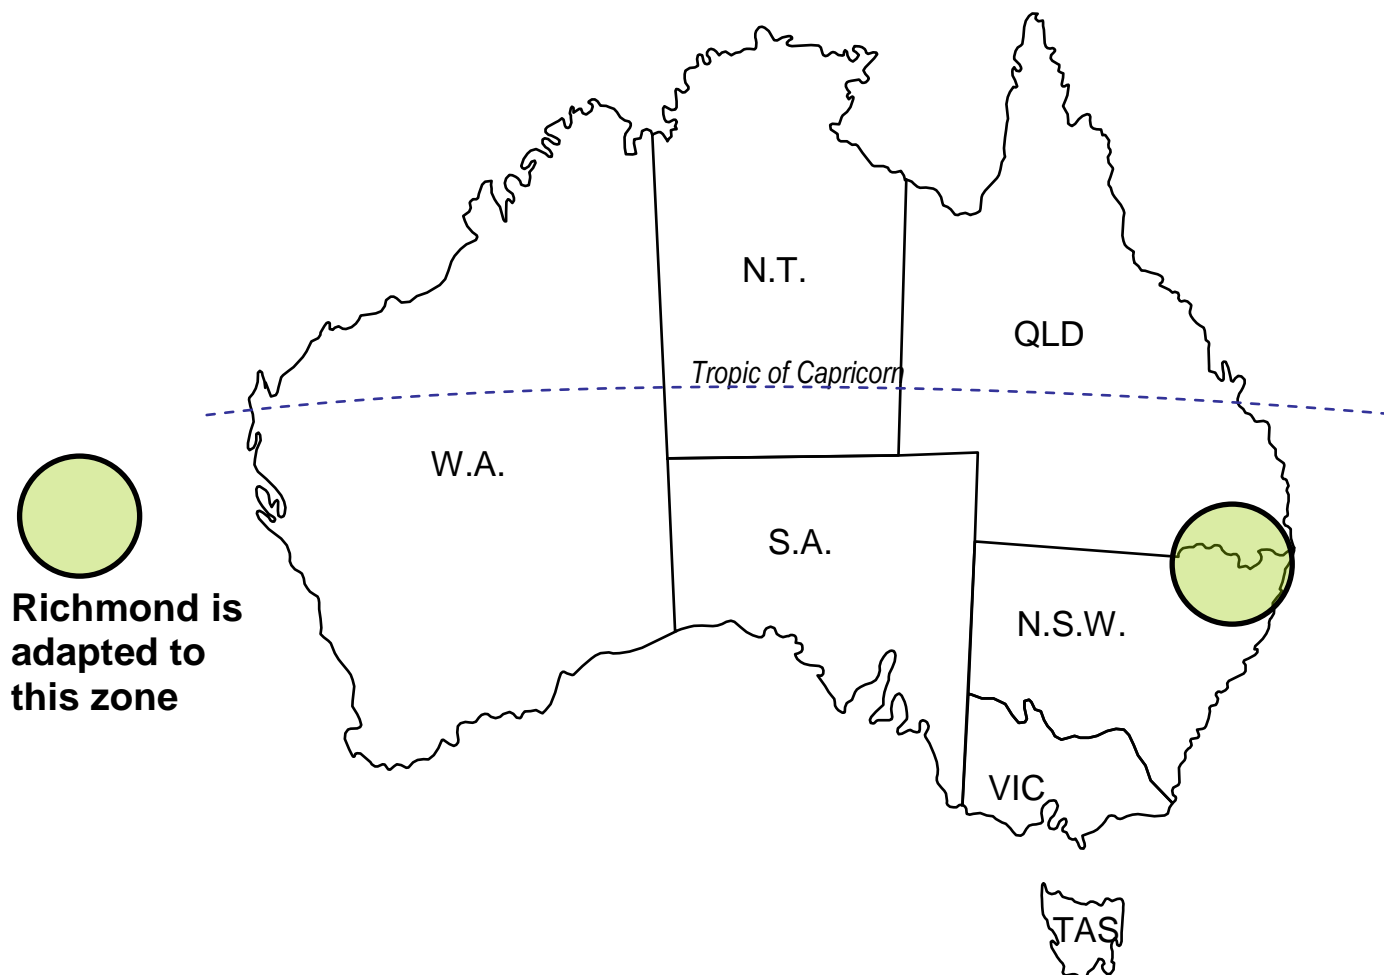 N.T.
QLD
Tropic of Capricorn
W.A.
S.A.
Richmond is
adapted to
this zone
N.S.W.
VIC
TAS